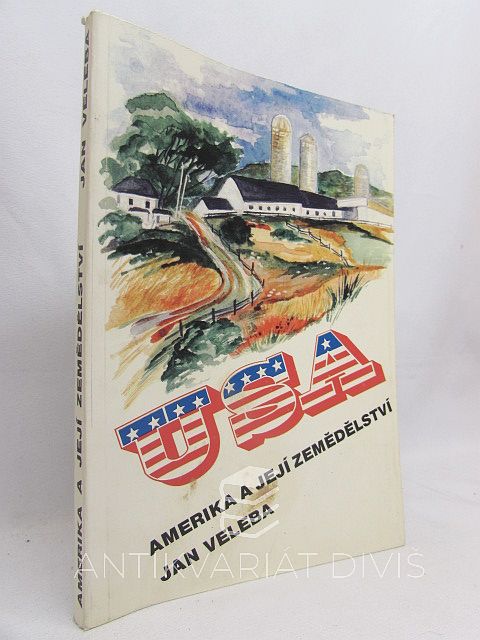 JAN VELEBA
AMERIKA A JEJÍ ZEMĚDĚLSTVÍ
USA
AMERIKA A JEJÍ ZEMĚDĚLSTVÍ
JAN VELEBA
ANTIKVARIÁT DIVIŠ